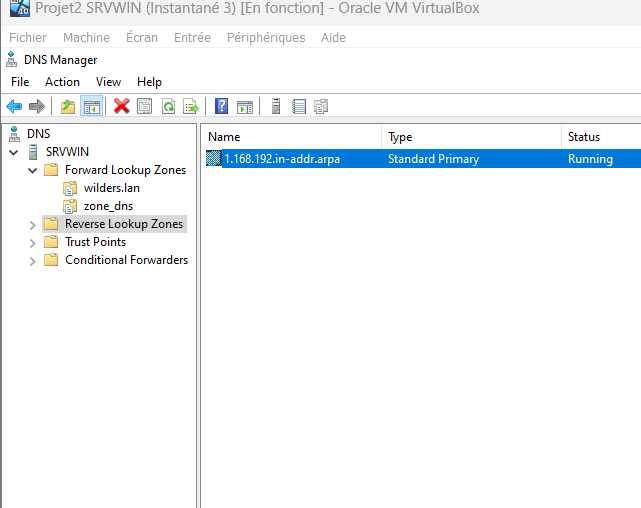 Projet2 SRVWIN (Instantané 3) [En fonction] - Oracle VM VirtualBox
Fichier Machine Écran Entrée Périphériques Aide
DNS Manager
File Action View Help
DNS
SRVWIN
Forward Lookup Zones
wilders.lan
zone_dns
Reverse Lookup Zones
Trust Points
Conditional Forwarders
Name Type Status
1.168.192.in-addr.arpa Standard Primary Running